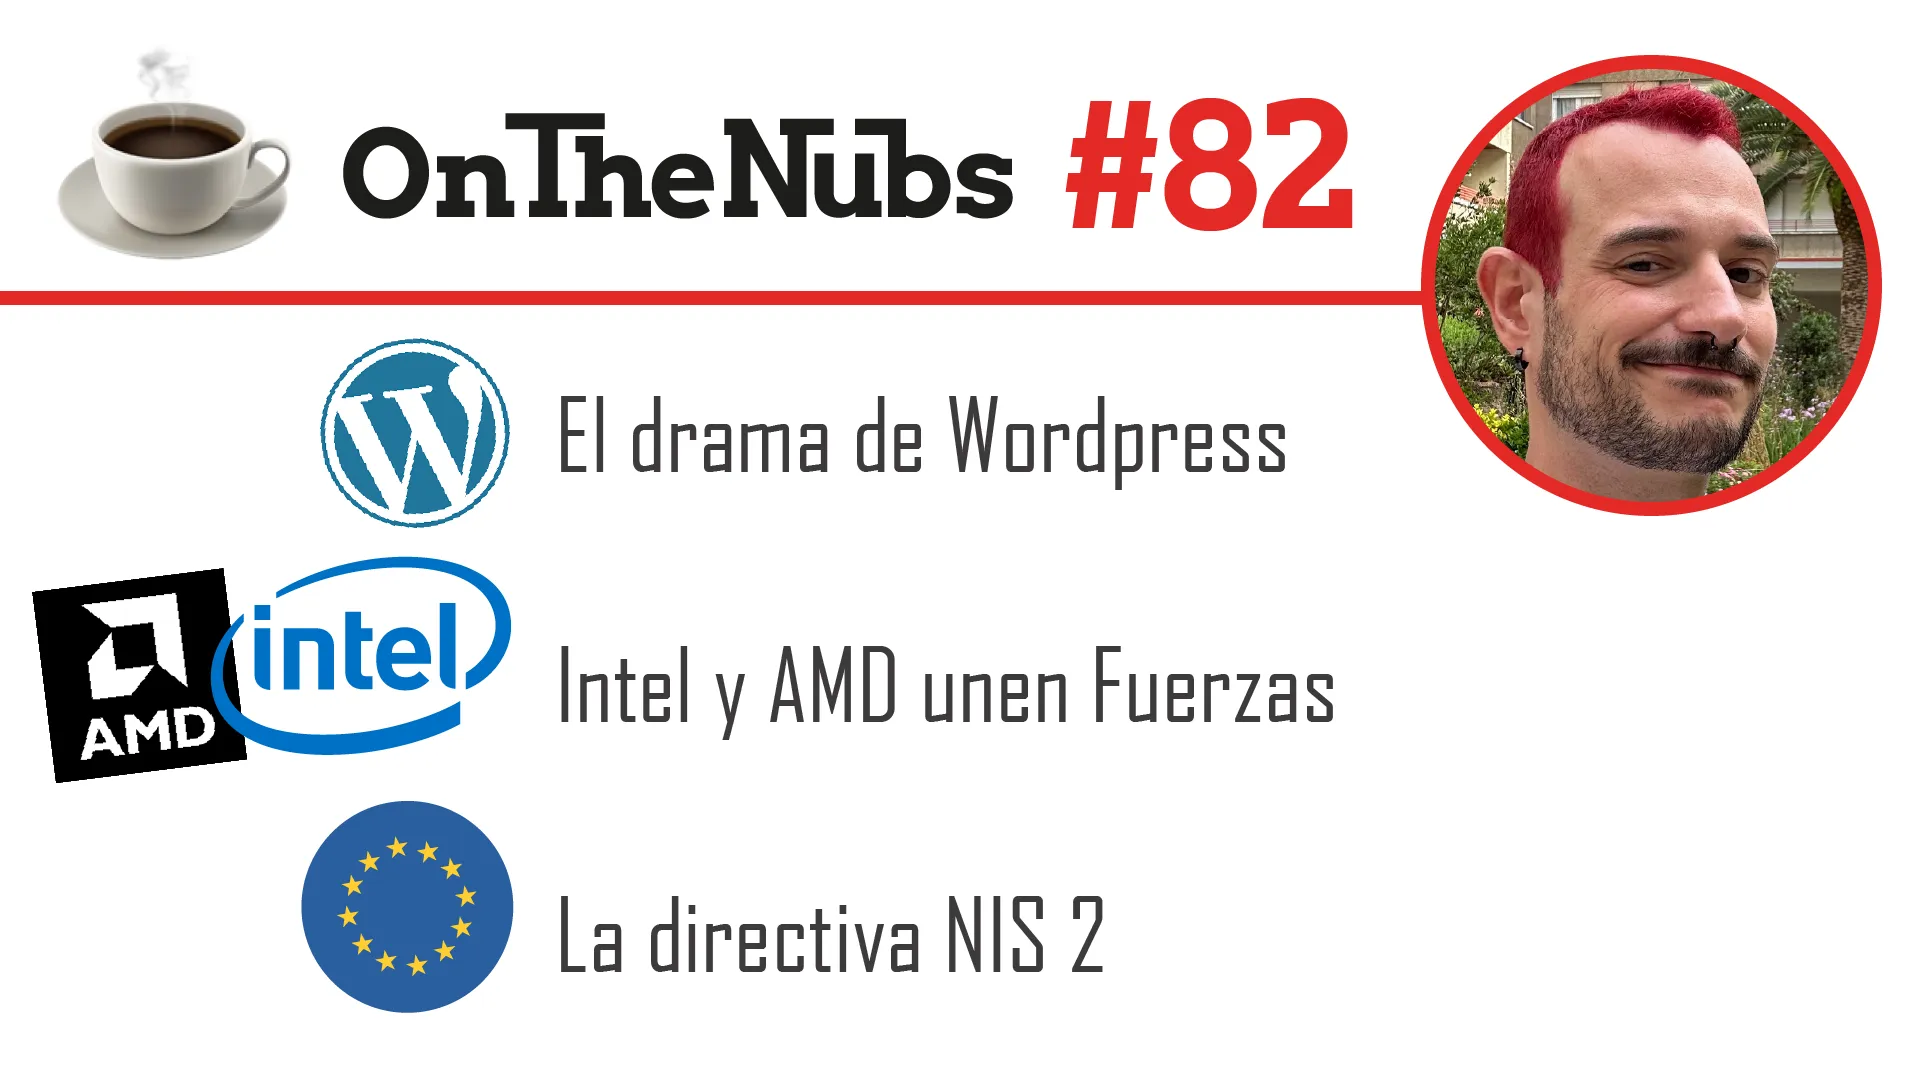 OnTheNubs #82
El drama de Wordpress
AMD
intel
Intel y AMD unen Fuerzas
La directiva NIS 2